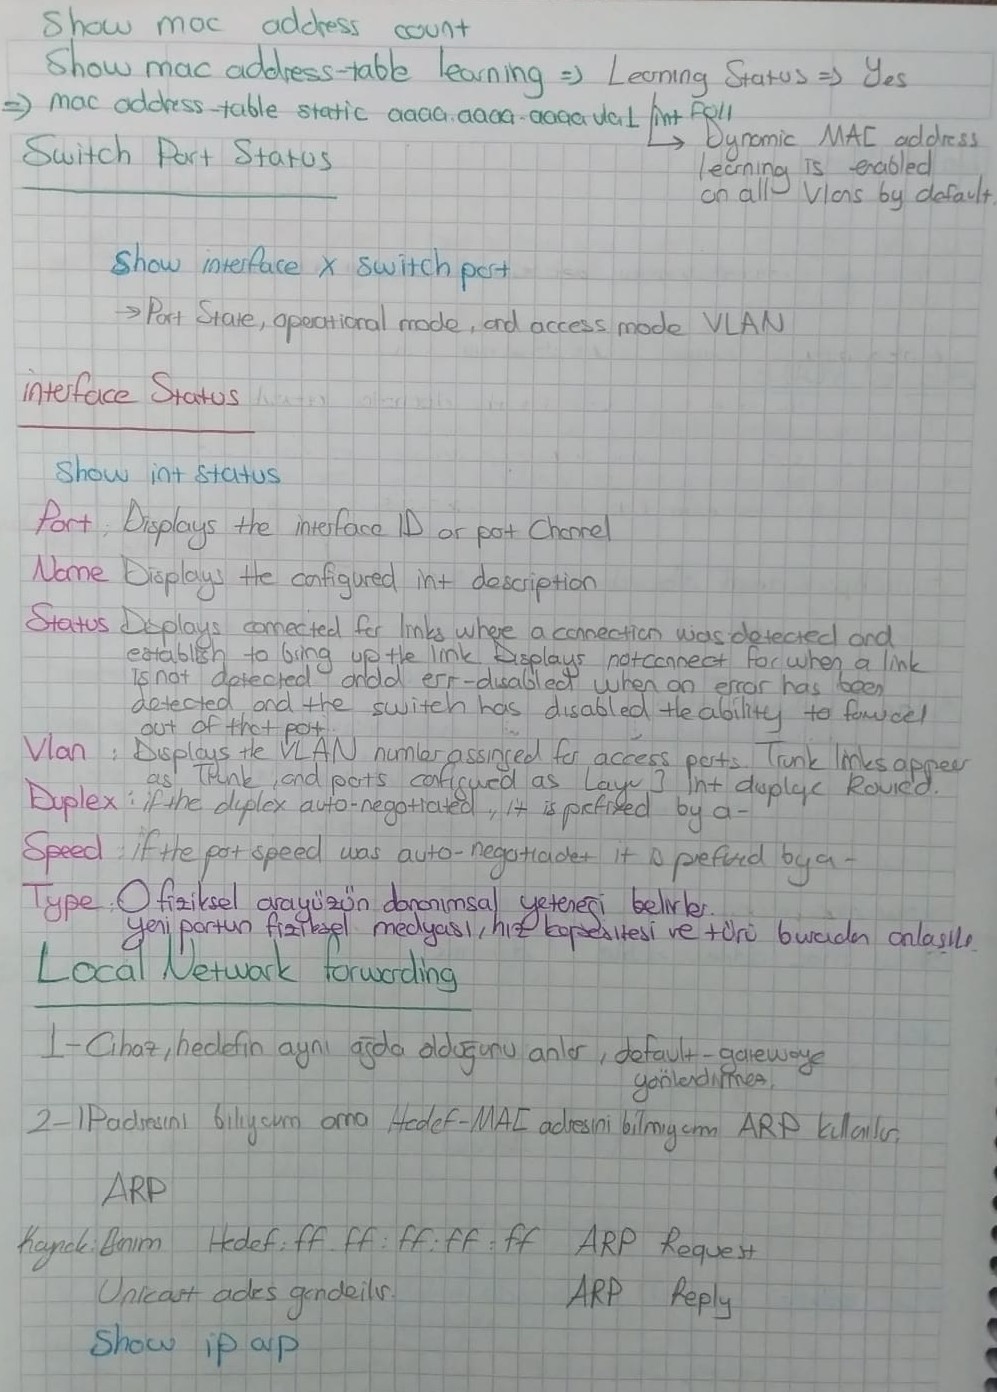 Show mac address count
Show mac address-table learning => Learning Status => Yes
=> mac address-table static aaaa.aaaa.aaaa vlan 1 int f0/1
↳ Dynamic MAC address
learning is enabled
on all Vlans by default.
Switch Port Status
Show interface x switchport
→ Port State, operational mode, and access mode VLAN
interface Status
Show int status
Port: Displays the interface ID or port Channel
Name Displays the configured int description
Status Displays connected for links where a connection was detected and
establish to bring up the link Displays notconnect for when a link
is not detected andd err-disabled when an error has been
detected and the switch has disabled the ability to
out of that port.
Vlan : Displays the VLAN number for access ports. Trunk links appear
as Trunk, and ports configured as Layer 3 int Routed.
Duplex : if the duplex auto-negotiated, it is prefixed by a-
Speed : if the port speed was auto-negotiadet it is by a-
Type: O fiziksel arayüzün donanımsal yeteneği belirler.
yeni portun fiziksel medyası, hız kapasitesi ve türü buradan anlaşılır.
Local Network forwarding
1- Cihaz, hedefin aynı ağda olduğunu anlar, default-gatewaye
yönlendirmez.
2- IP adresini biliyorum ama Hedef-MAC adresini bilmiyorum ARP kullanılır.
ARP
Kaynak: Benim Hedef: ff.ff:ff:ff:ff ARP Request
Unicast adres gönderilir. ARP Reply
Show ip arp